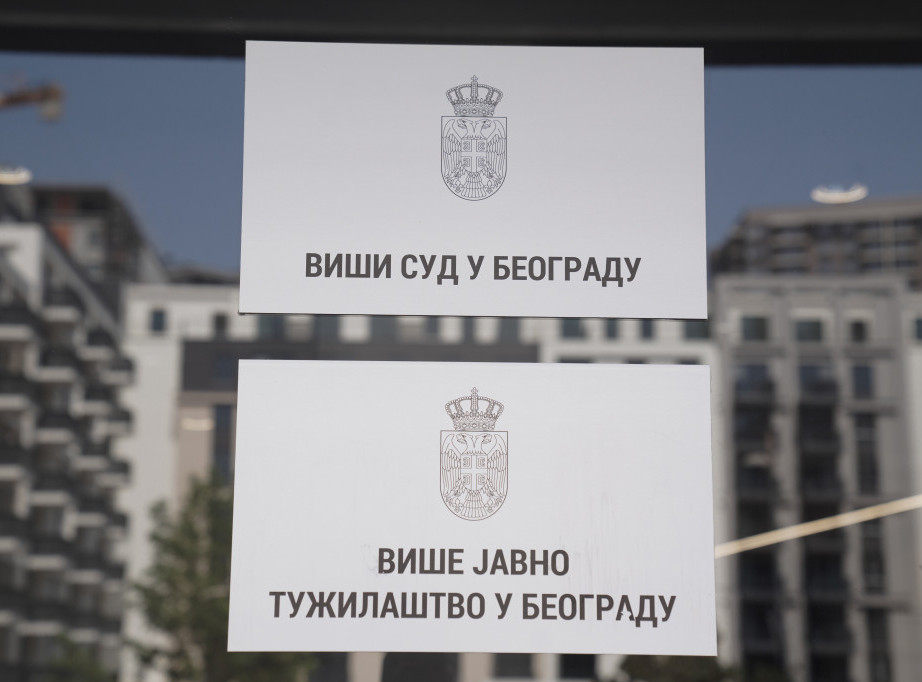 ВИШИ СУД У БЕОГРАДУ
ВИШЕ ЈАВНО
ТУЖИЛАШТВО У БЕОГРАДУ